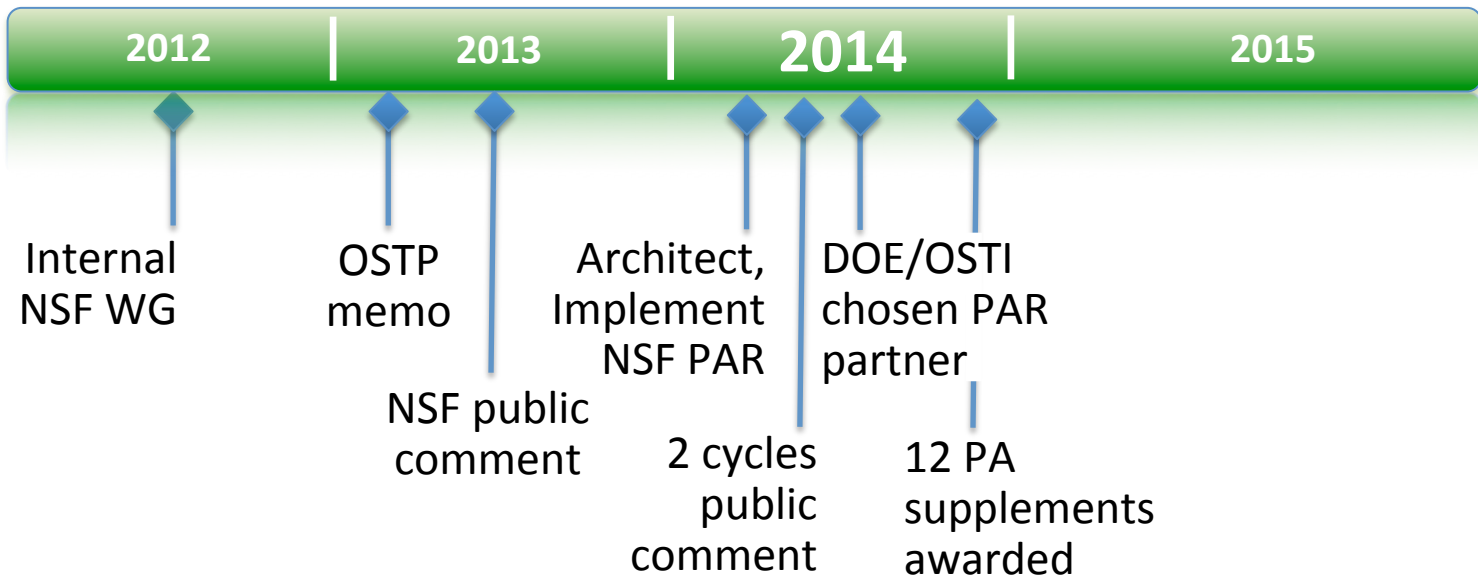 2012
2013
2014
2015
Internal
NSF WG
OSTP
memo
NSF public
comment
Architect,
Implement
NSF PAR
2 cycles
public
comment
DOE/OSTI
chosen PAR
partner
12 PA
supplements
awarded